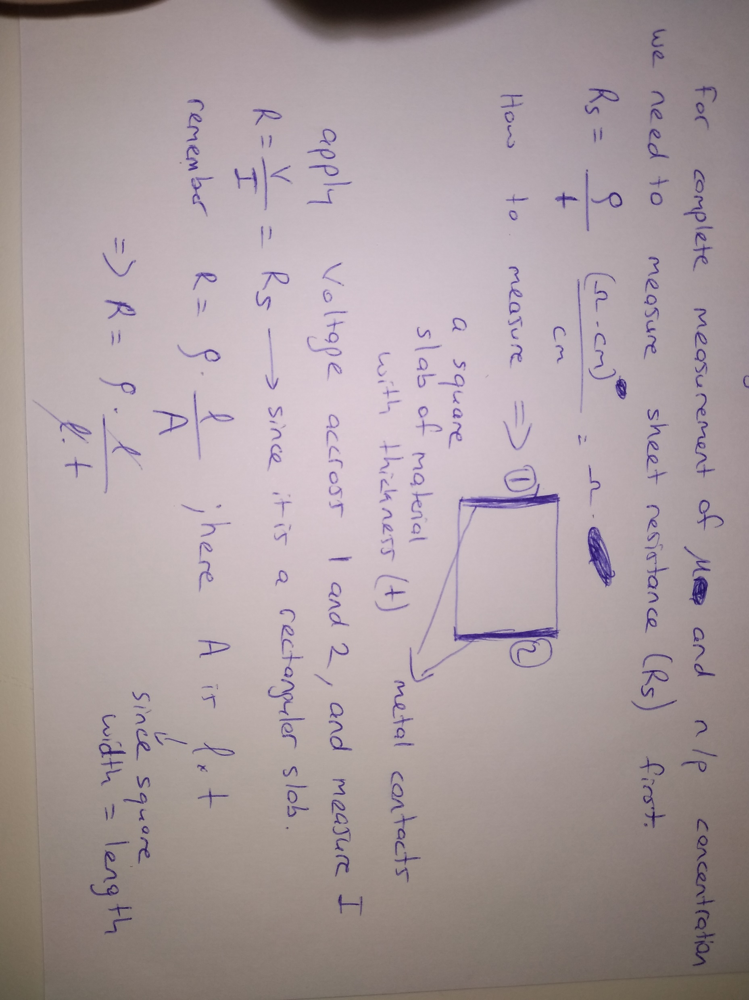 For complete measurement of μ and n/p concentration
we need to measure sheet resistance (Rs) first.
Rs = ρ/t (Ω·cm)/cm = Ω.
How to measure ⇒ ① ②
a square
slab of material
with thickness (t)
metal contacts
apply Voltage accross 1 and 2, and measure I
R = V/I = Rs → since it is a rectanguler slab.
remember R = ρ · l/A ; here A is l × t
since square
width = length
⇒ R = ρ · l/l·t